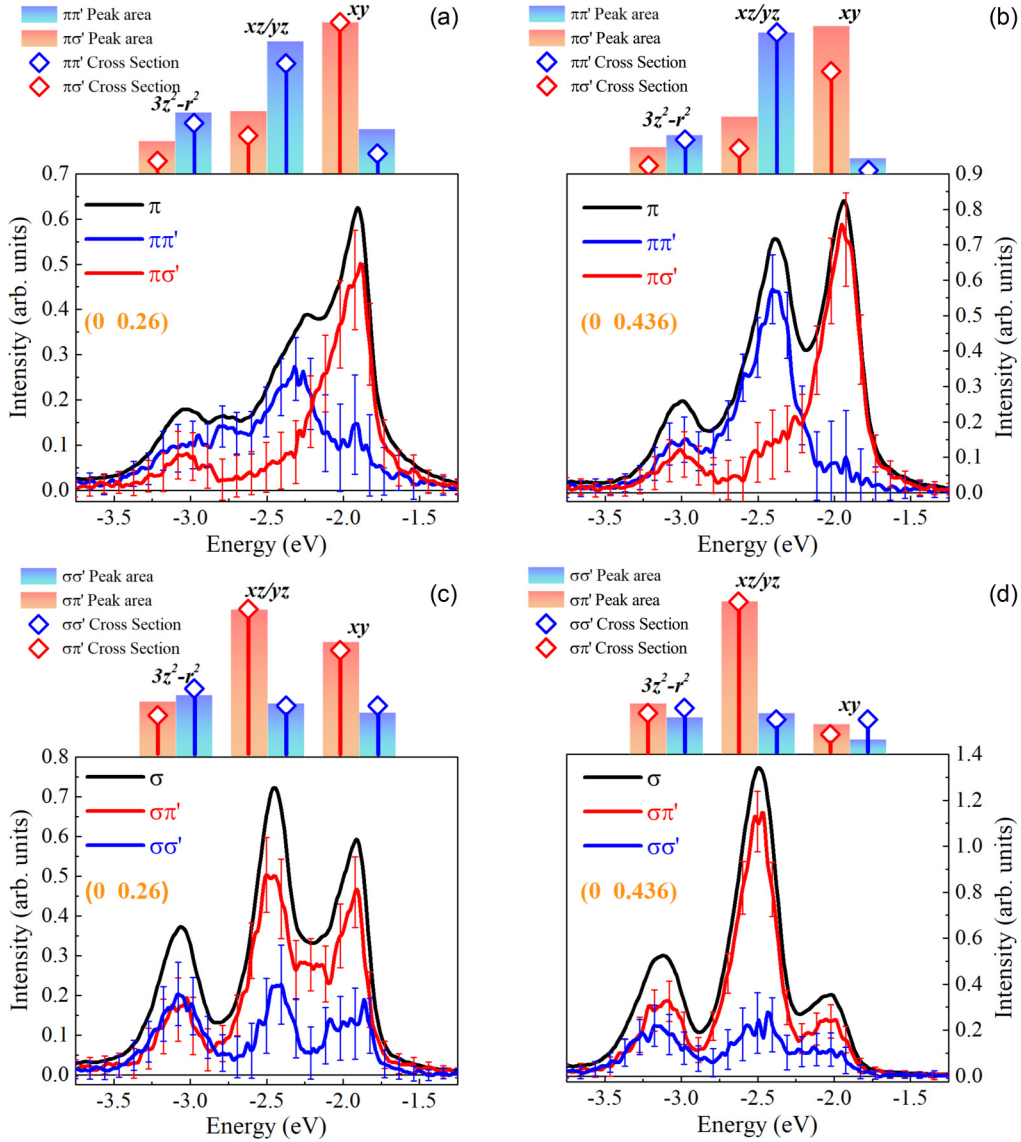 (a)
ππ' Peak area
πσ' Peak area
ππ' Cross Section
πσ' Cross Section
3z²-r²
xz/yz
xy
0.7
0.6
0.5
0.4
0.3
0.2
0.1
0.0
Intensity (arb. units)
π
ππ'
πσ'
(0 0.26)
-3.5 -3.0 -2.5 -2.0 -1.5
Energy (eV)
(b)
ππ' Peak area
πσ' Peak area
ππ' Cross Section
πσ' Cross Section
3z²-r²
xz/yz
xy
0.9
0.8
0.7
0.6
0.5
0.4
0.3
0.2
0.1
0.0
Intensity (arb. units)
π
ππ'
πσ'
(0 0.436)
-3.5 -3.0 -2.5 -2.0 -1.5
Energy (eV)
(c)
σσ' Peak area
σπ' Peak area
σσ' Cross Section
σπ' Cross Section
3z²-r²
xz/yz
xy
0.8
0.7
0.6
0.5
0.4
0.3
0.2
0.1
0.0
Intensity (arb. units)
σ
σπ'
σσ'
(0 0.26)
-3.5 -3.0 -2.5 -2.0 -1.5
Energy (eV)
(d)
σσ' Peak area
σπ' Peak area
σσ' Cross Section
σπ' Cross Section
3z²-r²
xz/yz
xy
1.4
1.2
1.0
0.8
0.6
0.4
0.2
0.0
Intensity (arb. units)
σ
σπ'
σσ'
(0 0.436)
-3.5 -3.0 -2.5 -2.0 -1.5
Energy (eV)